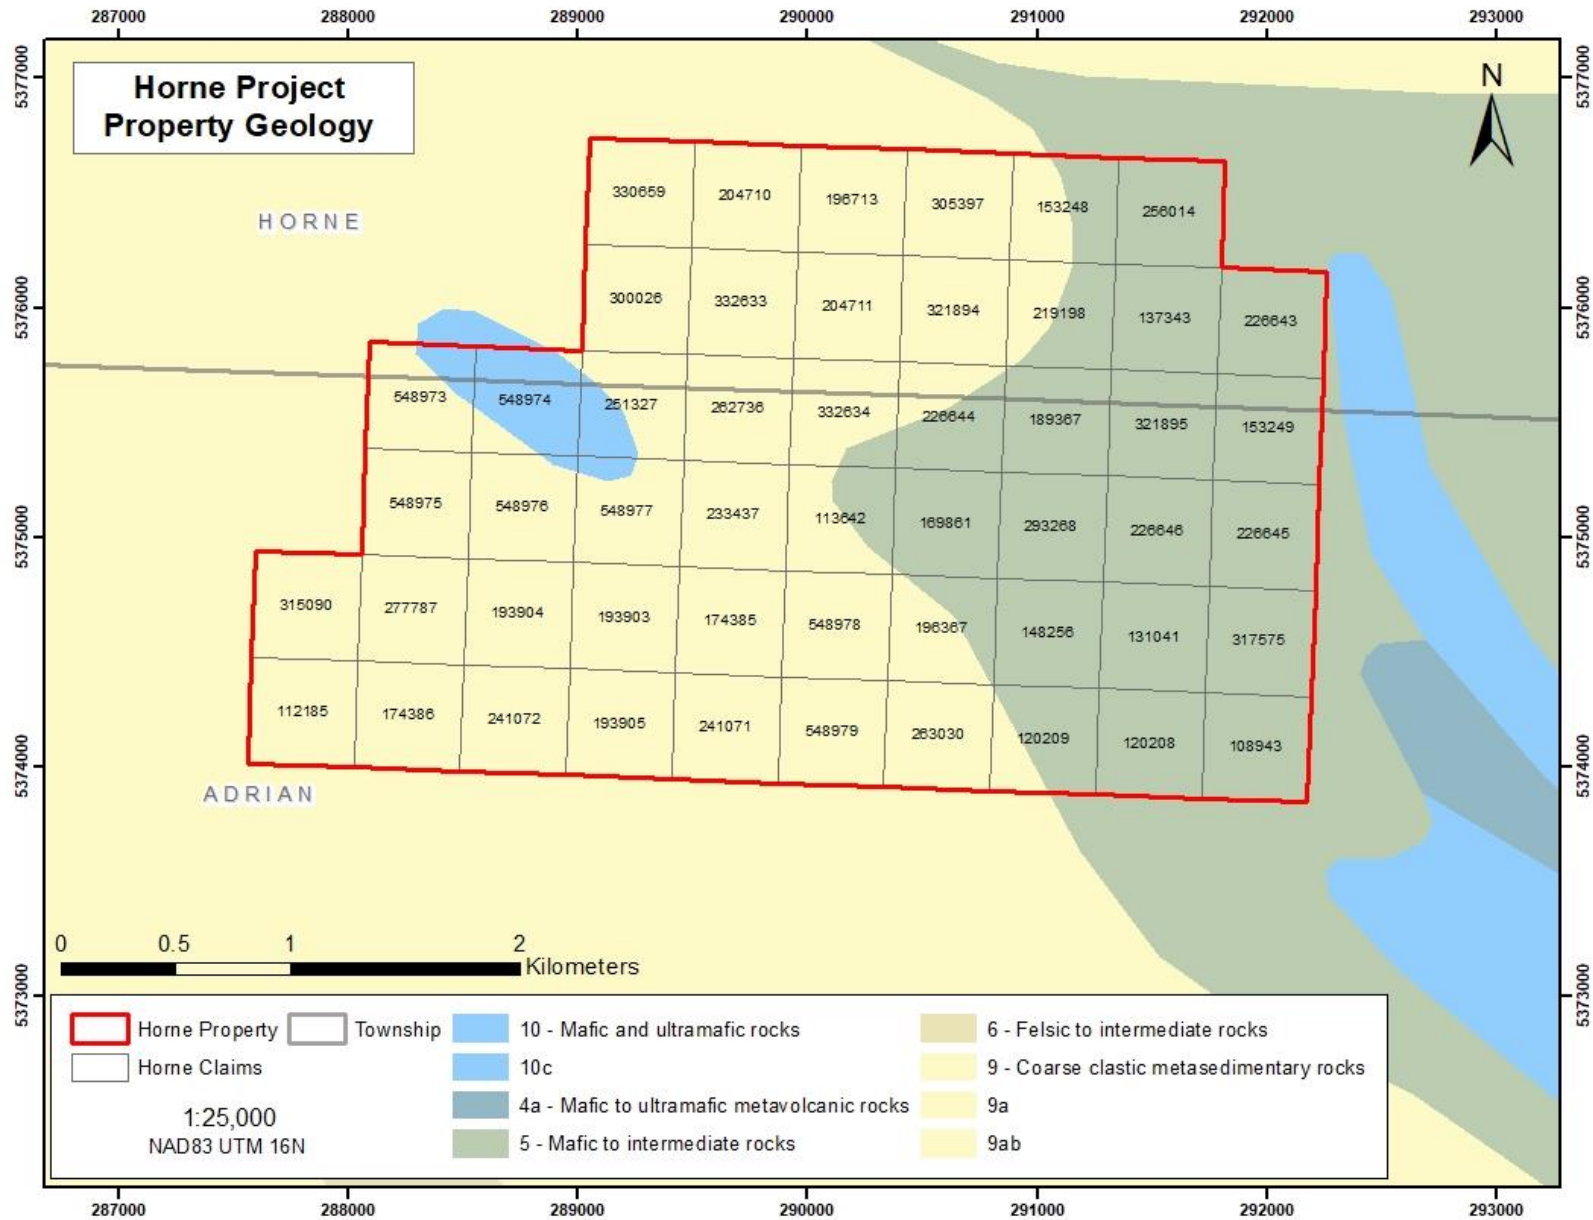 287000 288000 289000 290000 291000 292000 293000
5377000 5377000
Horne Project
Property Geology
N
330659 204710 196713 305397 153248 256014
HORNE
300026 332633 204711 321894 219198 137343 226643
5376000 5376000
548973 548974 251327 262736 332634 226644 189367 321895 153249
548975 548976 548977 233437 113642 169861 293268 226646 226645
5375000 5375000
315090 277787 193904 193903 174385 548978 196367 148256 131041 317575
112185 174386 241072 193905 241071 548979 263030 120209 120208 108943
5374000 5374000
ADRIAN
0 0.5 1 2
Kilometers
5373000 5373000
Horne Property Township 10 - Mafic and ultramafic rocks 6 - Felsic to intermediate rocks
Horne Claims 10c 9 - Coarse clastic metasedimentary rocks
1:25,000 4a - Mafic to ultramafic metavolcanic rocks 9a
NAD83 UTM 16N 5 - Mafic to intermediate rocks 9ab
287000 288000 289000 290000 291000 292000 293000